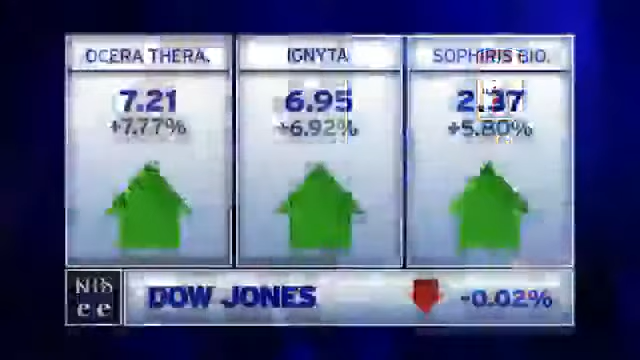 OCERA THERA.
7.21
+7.77%
IGNYTA
6.95
+6.92%
SOPHIRIS BIO.
2.37
+5.80%
DOW JONES
-0.02%